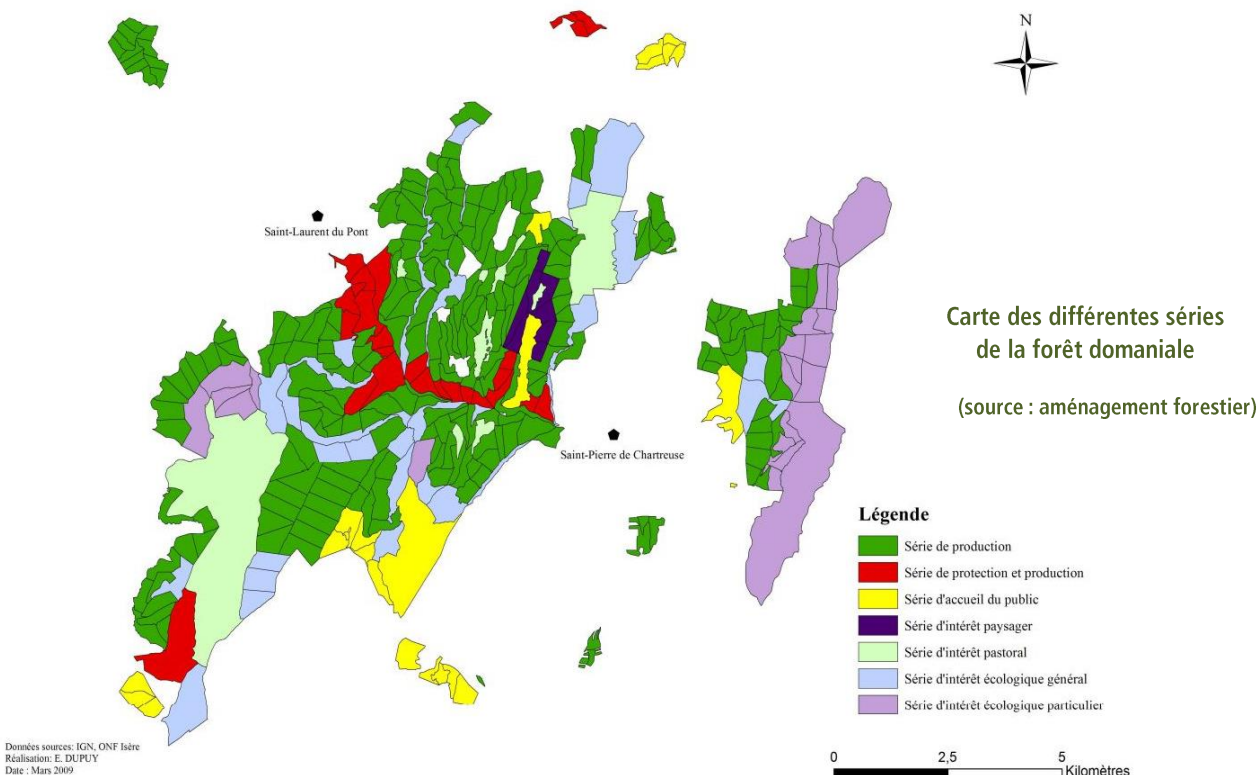 N
Saint-Laurent du Pont
Carte des différentes séries
de la forêt domaniale
(source : aménagement forestier)
Saint-Pierre de Chartreuse
Légende
Série de production
Série de protection et production
Série d'accueil du public
Série d'intérêt paysager
Série d'intérêt pastoral
Série d'intérêt écologique général
Série d'intérêt écologique particulier
Données sources: IGN, ONF Isère
Réalisation: E. DUPUY
Date : Mars 2009
0 2,5 5
Kilomètres